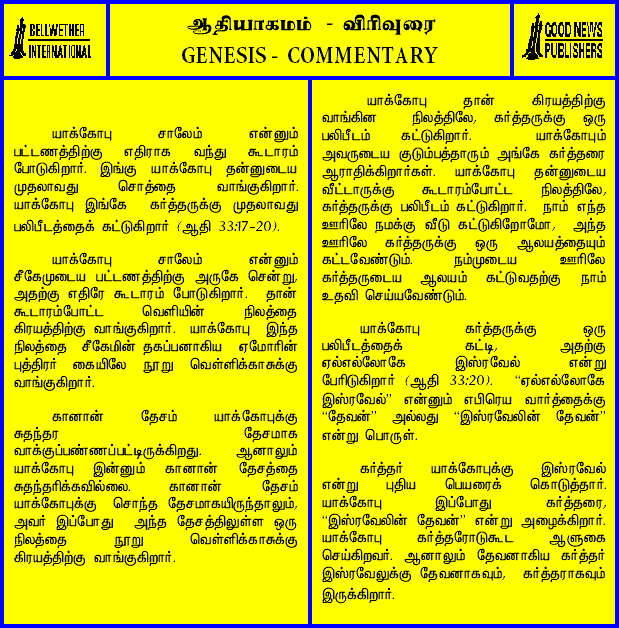 BELLWETHER
INTERNATIONAL
ஆதியாகமம் - விரிவுரை
GENESIS - COMMENTARY
GOOD NEWS
PUBLISHERS
யாக்கோபு சாலேம் என்னும்
பட்டணத்திற்கு எதிராக வந்து கூடாரம்
போடுகிறார். இங்கு யாக்கோபு தன்னுடைய
முதலாவது சொத்தை வாங்குகிறார்.
யாக்கோபு இங்கே கர்த்தருக்கு முதலாவது
பலிபீடத்தைக் கட்டுகிறார் (ஆதி 33:17-20).
யாக்கோபு சாலேம் என்னும்
சீகேமுடைய பட்டணத்திற்கு அருகே சென்று,
அதற்கு எதிரே கூடாரம் போடுகிறார். தான்
கூடாரம்போட்ட வெளியின் நிலத்தை
கிரயத்திற்கு வாங்குகிறார். யாக்கோபு இந்த
நிலத்தை சீகேமின் தகப்பனாகிய ஏமோரின்
புத்திரர் கையிலே நூறு வெள்ளிக்காசுக்கு
வாங்குகிறார்.
கானான் தேசம் யாக்கோபுக்கு
சுதந்தர தேசமாக
வாக்குப்பண்ணப்பட்டிருக்கிறது. ஆனாலும்
யாக்கோபு இன்னும் கானான் தேசத்தை
சுதந்தரிக்கவில்லை. கானான் தேசம்
யாக்கோபுக்கு சொந்த தேசமாகயிருந்தாலும்,
அவர் இப்போது அந்த தேசத்திலுள்ள ஒரு
நிலத்தை நூறு வெள்ளிக்காசுக்கு
கிரயத்திற்கு வாங்குகிறார்.
யாக்கோபு தான் கிரயத்திற்கு
வாங்கின நிலத்திலே, கர்த்தருக்கு ஒரு
பலிபீடம் கட்டுகிறார். யாக்கோபும்
அவருடைய குடும்பத்தாரும் அங்கே கர்த்தரை
ஆராதிக்கிறார்கள். யாக்கோபு தன்னுடைய
வீட்டாருக்கு கூடாரம்போட்ட நிலத்திலே,
கர்த்தருக்கு பலிபீடம் கட்டுகிறார். நாம் எந்த
ஊரிலே நமக்கு வீடு கட்டுகிறோமோ, அந்த
ஊரிலே கர்த்தருக்கு ஒரு ஆலயத்தையும்
கட்டவேண்டும். நம்முடைய ஊரிலே
கர்த்தருடைய ஆலயம் கட்டுவதற்கு நாம்
உதவி செய்யவேண்டும்.
யாக்கோபு கர்த்தருக்கு ஒரு
பலிபீடத்தைக் கட்டி, அதற்கு
ஏல்எல்லோகே இஸ்ரவேல் என்று
பேரிடுகிறார் (ஆதி 33:20). “ஏல்எல்லோகே
இஸ்ரவேல்” என்னும் எபிரெய வார்த்தைக்கு
“தேவன்” அல்லது “இஸ்ரவேலின் தேவன்”
என்று பொருள்.
கர்த்தர் யாக்கோபுக்கு இஸ்ரவேல்
என்று புதிய பெயரைக் கொடுத்தார்.
யாக்கோபு இப்போது கர்த்தரை,
“இஸ்ரவேலின் தேவன்” என்று அழைக்கிறார்.
யாக்கோபு கர்த்தரோடுகூட ஆளுகை
செய்கிறவர். ஆனாலும் தேவனாகிய கர்த்தர்
இஸ்ரவேலுக்கு தேவனாகவும், கர்த்தராகவும்
இருக்கிறார்.